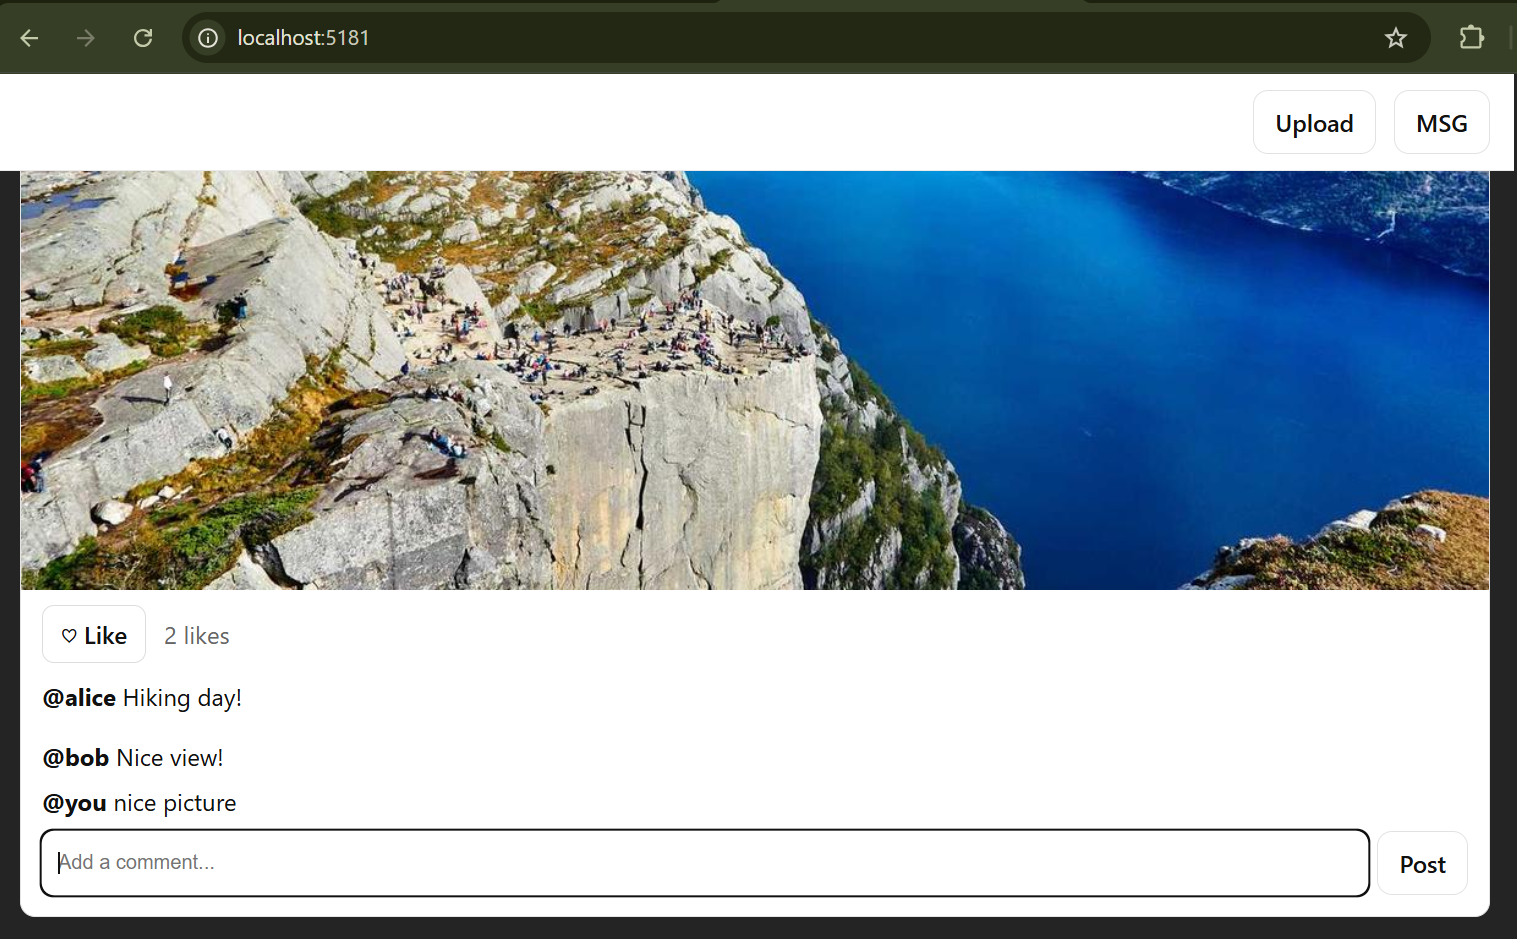 localhost:5181
Upload MSG
♡ Like 2 likes
@alice Hiking day!
@bob Nice view!
@you nice picture
Add a comment...
Post